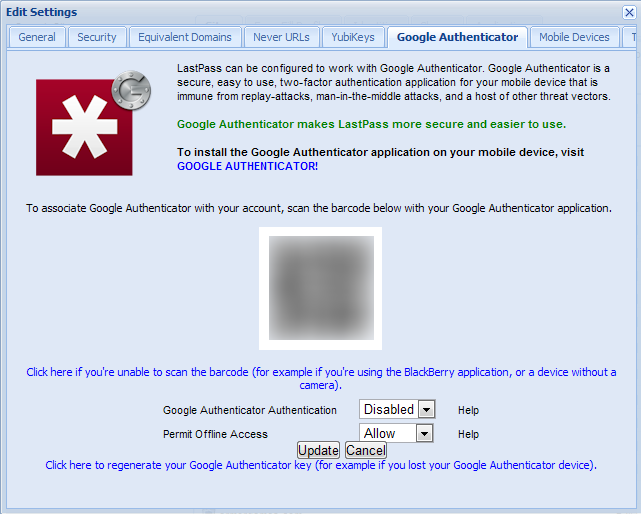 Edit Settings
General Security Equivalent Domains Never URLs YubiKeys Google Authenticator Mobile Devices T
LastPass can be configured to work with Google Authenticator. Google Authenticator is a
secure, easy to use, two-factor authentication application for your mobile device that is
immune from replay-attacks, man-in-the-middle attacks, and a host of other threat vectors.
Google Authenticator makes LastPass more secure and easier to use.
To install the Google Authenticator application on your mobile device, visit
GOOGLE AUTHENTICATOR!
To associate Google Authenticator with your account, scan the barcode below with your Google Authenticator application.
Click here if you're unable to scan the barcode (for example if you're using the BlackBerry application, or a device without a
camera).
Google Authenticator Authentication Disabled Help
Permit Offline Access Allow Help
Update Cancel
Click here to regenerate your Google Authenticator key (for example if you lost your Google Authenticator device).